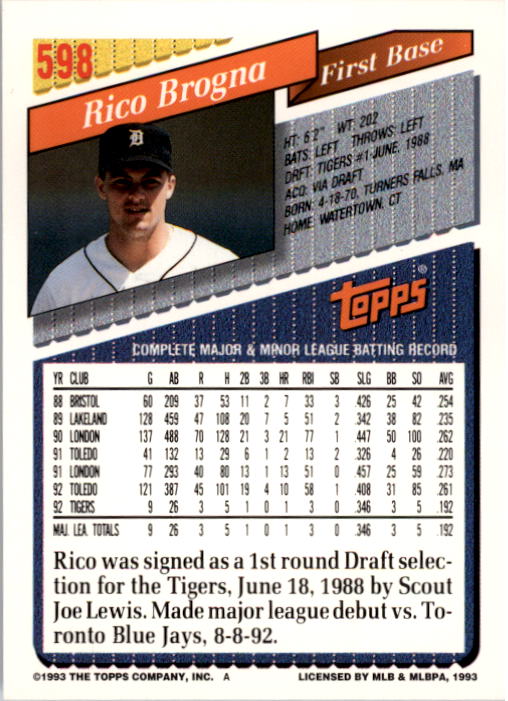 598
Rico Brogna
First Base
D
HT: 6'2" WT: 202
BATS: LEFT THROWS: LEFT
DRFT: TIGERS #1-JUNE, 1988
ACQ: VIA DRAFT
BORN: 4-18-70, TURNERS FALLS, MA
HOME: WATERTOWN, CT
Topps®
COMPLETE MAJOR & MINOR LEAGUE BATTING RECORD
YR CLUB G AB R H 2B 3B HR RBI SB SLG BB SO AVG
88 BRISTOL 60 209 37 53 11 2 7 33 3 .426 25 42 .254
89 LAKELAND 128 459 47 108 20 7 5 51 2 .342 38 82 .235
90 LONDON 137 488 70 128 21 3 21 77 1 .447 50 100 .262
91 TOLEDO 41 132 13 29 6 1 2 13 2 .326 4 26 .220
91 LONDON 77 293 40 80 13 1 13 51 0 .457 25 59 .273
92 TOLEDO 121 387 45 101 19 4 10 58 1 .408 31 85 .261
92 TIGERS 9 26 3 5 1 0 1 3 0 .346 3 5 .192
MAJ. LEA. TOTALS 9 26 3 5 1 0 1 3 0 .346 3 5 .192
Rico was signed as a 1st round Draft selec-
tion for the Tigers, June 18, 1988 by Scout
Joe Lewis. Made major league debut vs. To-
ronto Blue Jays, 8-8-92.
©1993 THE TOPPS COMPANY, INC. A LICENSED BY MLB & MLBPA, 1993